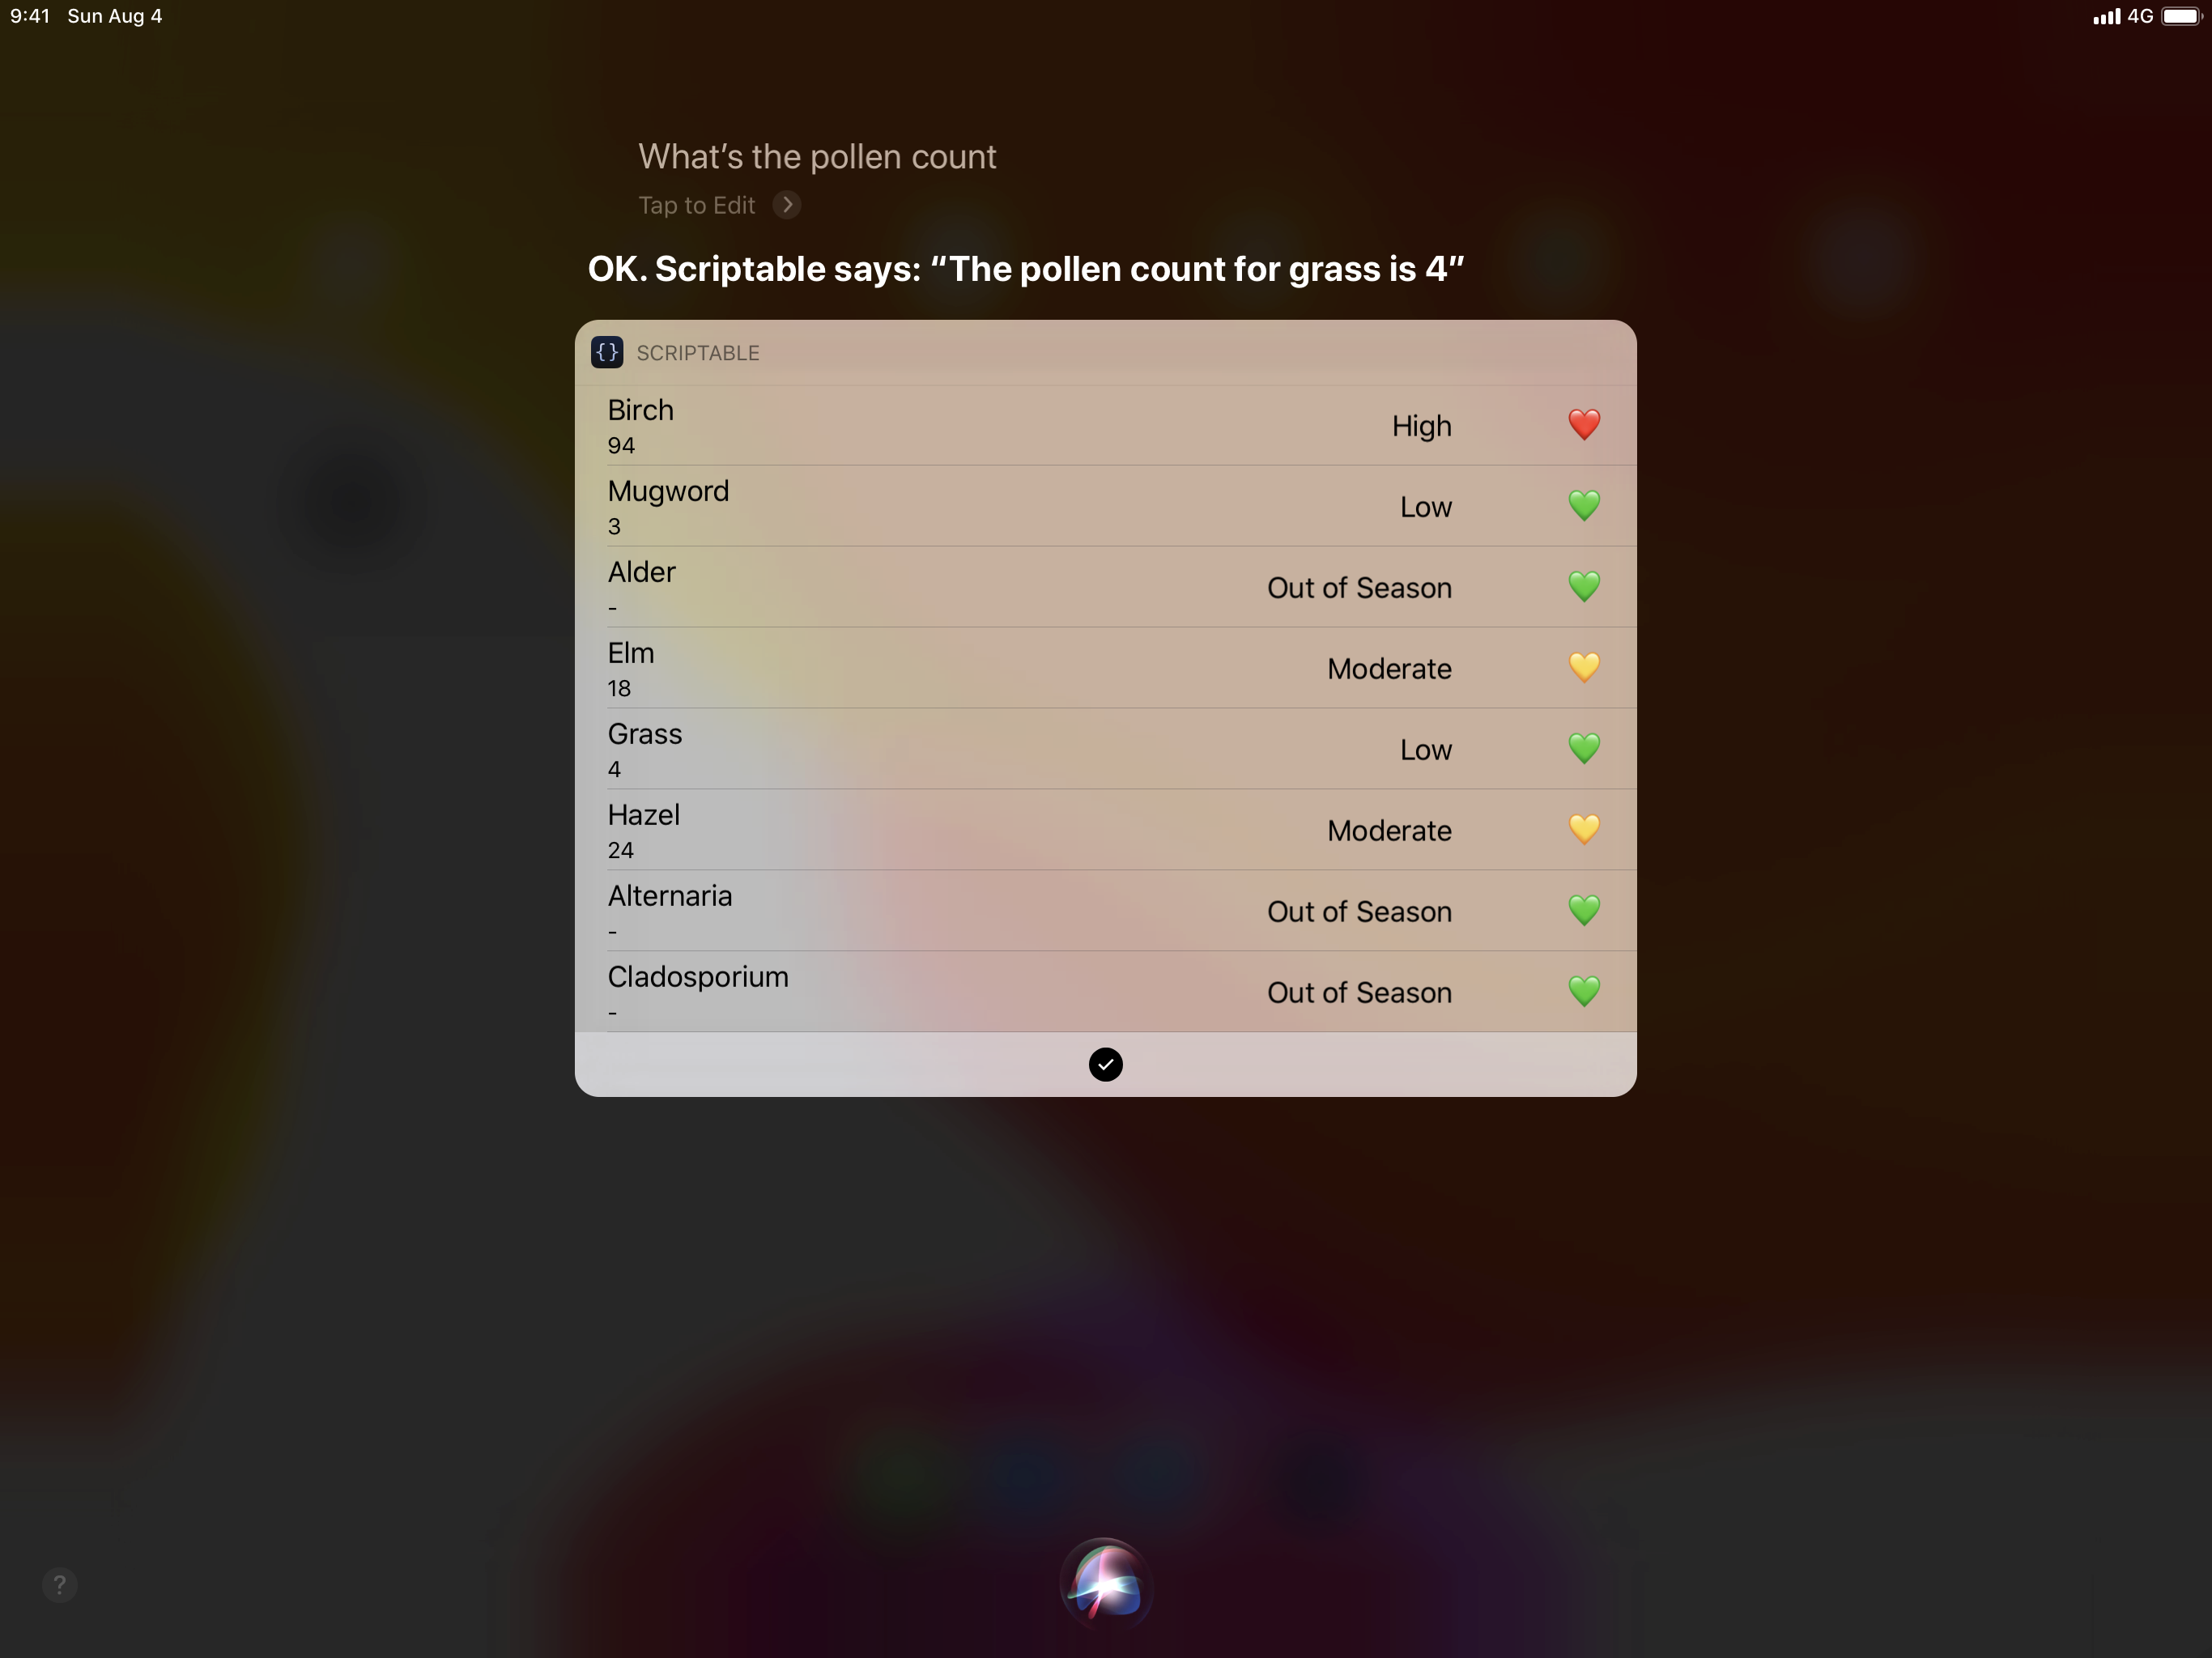 9:41 Sun Aug 4
4G
What’s the pollen count
Tap to Edit
OK. Scriptable says: “The pollen count for grass is 4”
{} SCRIPTABLE
Birch
94
High
Mugword
3
Low
Alder
-
Out of Season
Elm
18
Moderate
Grass
4
Low
Hazel
24
Moderate
Alternaria
-
Out of Season
Cladosporium
-
Out of Season
?